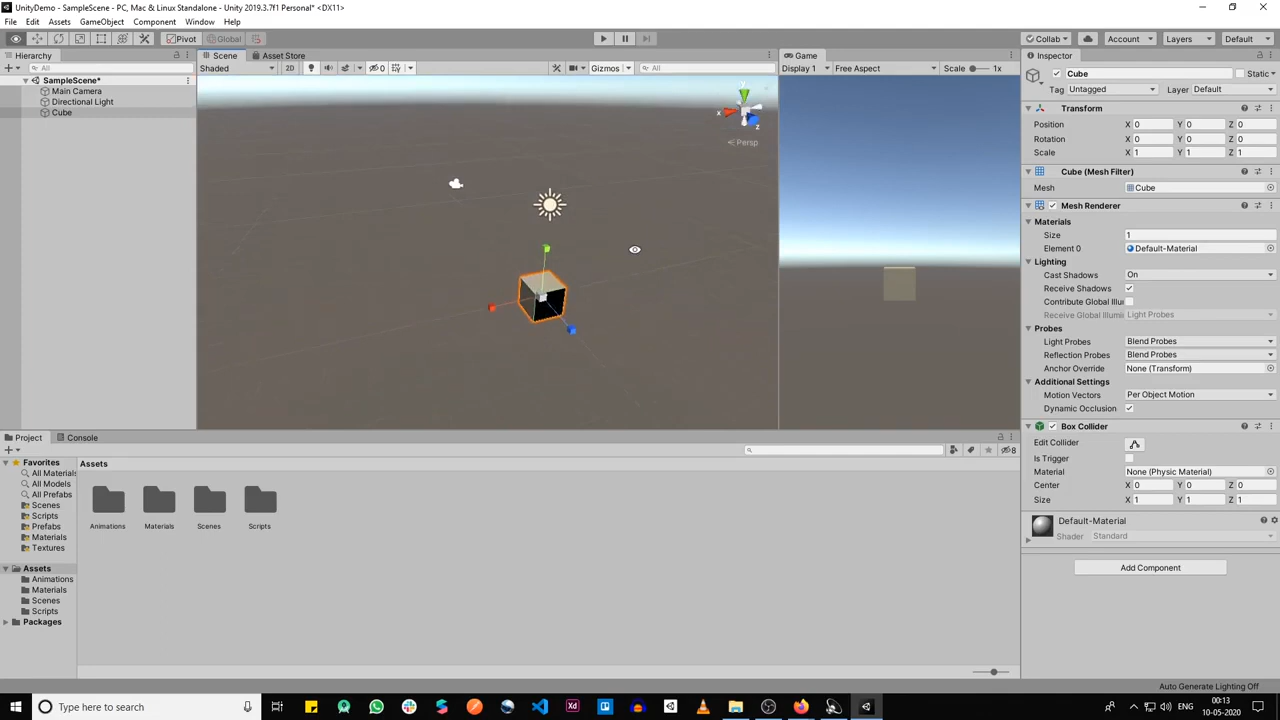 UnityDemo - SampleScene - PC, Mac & Linux Standalone - Unity 2019.3.7f1 Personal* <DX11>
File Edit Assets GameObject Component Window Help
Pivot Global Collab Account Layers Default
Hierarchy
All
SampleScene*
Main Camera
Directional Light
Cube
Scene Asset Store
Shaded 2D 0 Gizmos All
y
x
z
Persp
Game
Display 1 Free Aspect Scale 1x
Inspector
Cube Static
Tag Untagged Layer Default
Transform
Position X 0 Y 0 Z 0
Rotation X 0 Y 0 Z 0
Scale X 1 Y 1 Z 1
Cube (Mesh Filter)
Mesh Cube
Mesh Renderer
Materials
Size 1
Element 0 Default-Material
Lighting
Cast Shadows On
Receive Shadows
Contribute Global Illu
Receive Global Illumi Light Probes
Probes
Light Probes Blend Probes
Reflection Probes Blend Probes
Anchor Override None (Transform)
Additional Settings
Motion Vectors Per Object Motion
Dynamic Occlusion
Box Collider
Edit Collider
Is Trigger
Material None (Physic Material)
Center X 0 Y 0 Z 0
Size X 1 Y 1 Z 1
Default-Material
Shader Standard
Add Component
Project Console
8
Favorites
All Materials
All Models
All Prefabs
Scenes
Scripts
Prefabs
Materials
Textures
Assets
Animations
Materials
Scenes
Scripts
Packages
Assets
Animations Materials Scenes Scripts
Auto Generate Lighting Off
Type here to search
ENG
00:13
10-05-2020